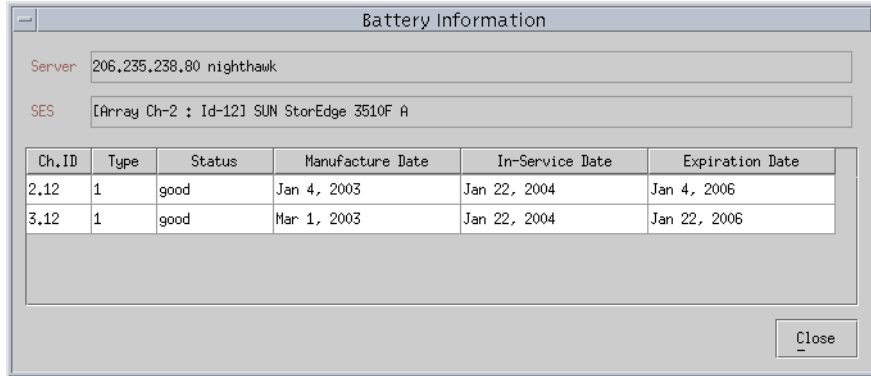 Battery Information
Server 206.235.238.80 nighthawk
SES [Array Ch-2 : Id-12] SUN StorEdge 3510F A
Ch.ID Type Status Manufacture Date In-Service Date Expiration Date
2.12 1 good Jan 4, 2003 Jan 22, 2004 Jan 4, 2006
3.12 1 good Mar 1, 2003 Jan 22, 2004 Jan 22, 2006
Close